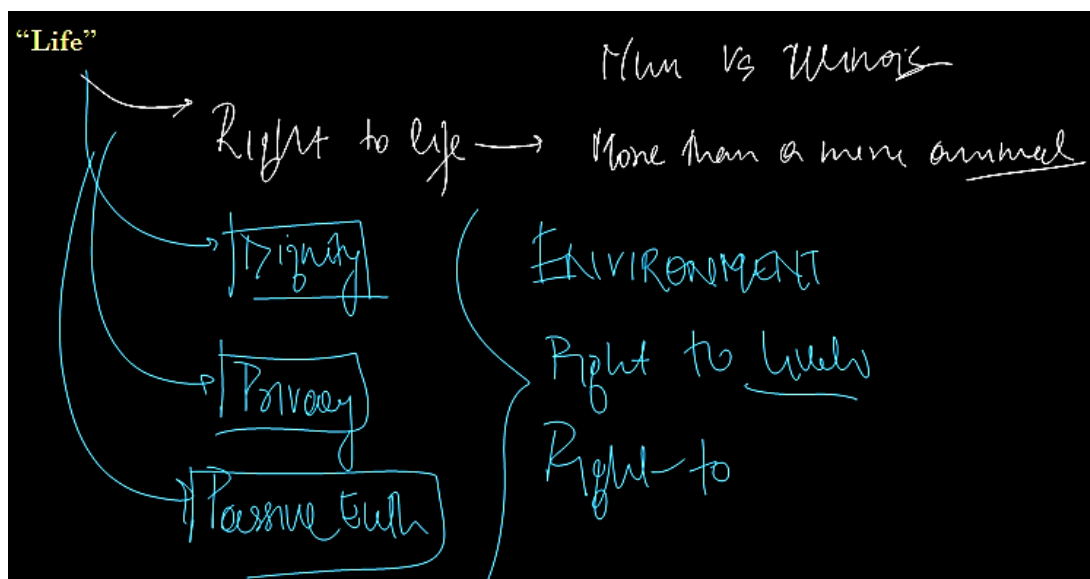 “Life”
Munn vs Illinois
Right to life → More than a mere animal
Dignity
ENVIRONMENT
Right to
Privacy
Right to
Passive Euth